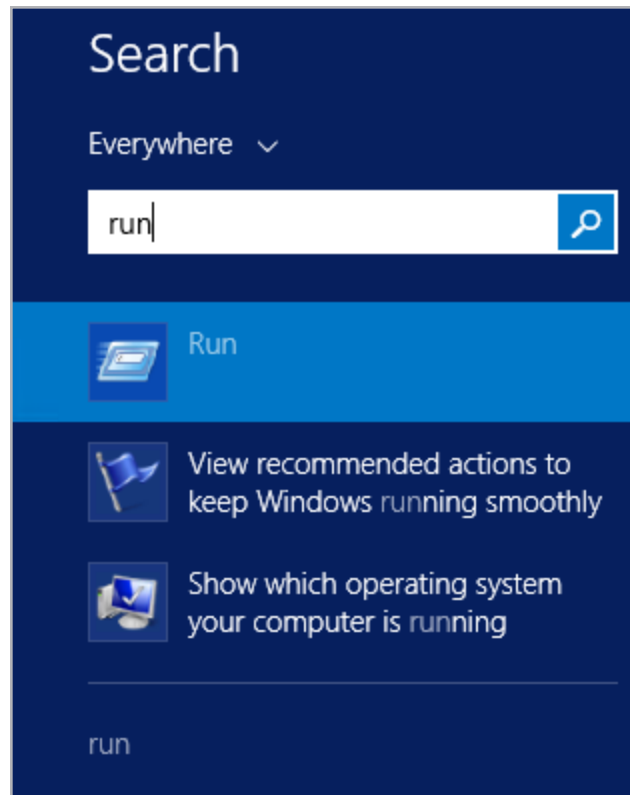 Search
Everywhere
run
Run
View recommended actions to
keep Windows running smoothly
Show which operating system
your computer is running
run